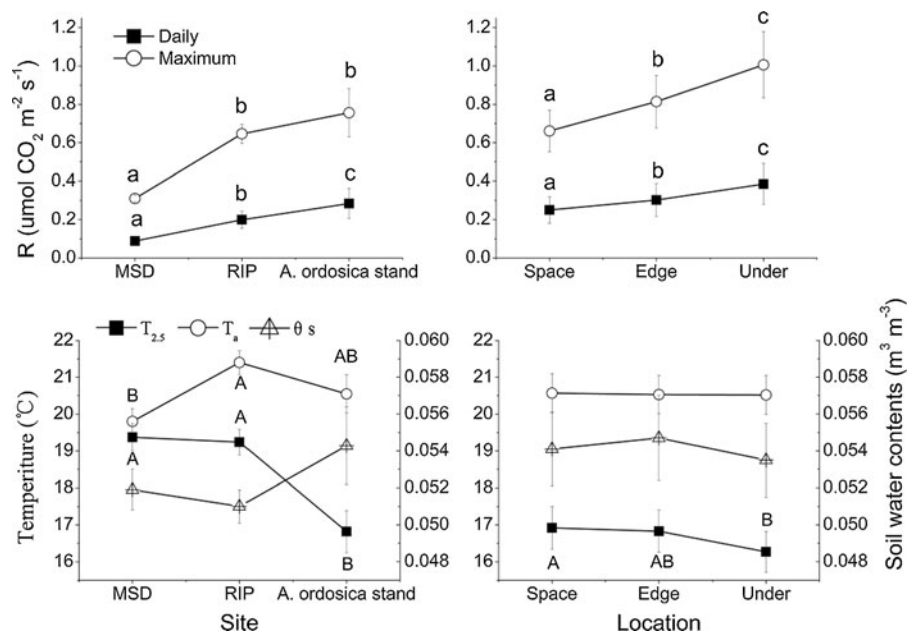 1.2
1.0
0.8
0.6
0.4
0.2
0.0
R (umol CO2 m-2 s-1)
Daily
Maximum
a
b
b
a
b
c
MSD
RIP
A. ordosica stand
1.2
1.0
0.8
0.6
0.4
0.2
0.0
a
b
c
a
b
c
Space
Edge
Under
T2.5
Ta
θ s
22
21
20
19
18
17
16
Temperiture (℃)
B
A
AB
A
A
B
0.060
0.058
0.056
0.054
0.052
0.050
0.048
MSD
RIP
A. ordosica stand
Site
22
21
20
19
18
17
16
A
AB
B
0.060
0.058
0.056
0.054
0.052
0.050
0.048
Soil water contents (m3 m-3)
Space
Edge
Under
Location